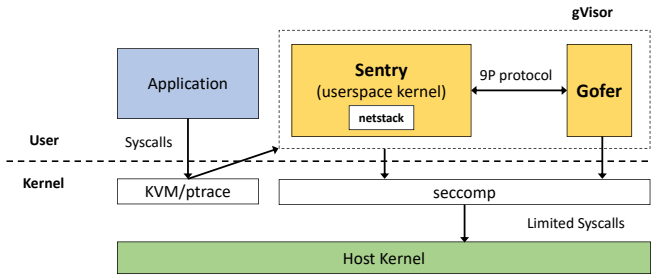 gVisor
Application
Sentry
(userspace kernel)
netstack
9P protocol
Gofer
User
Syscalls
Kernel
KVM/ptrace
seccomp
Limited Syscalls
Host Kernel